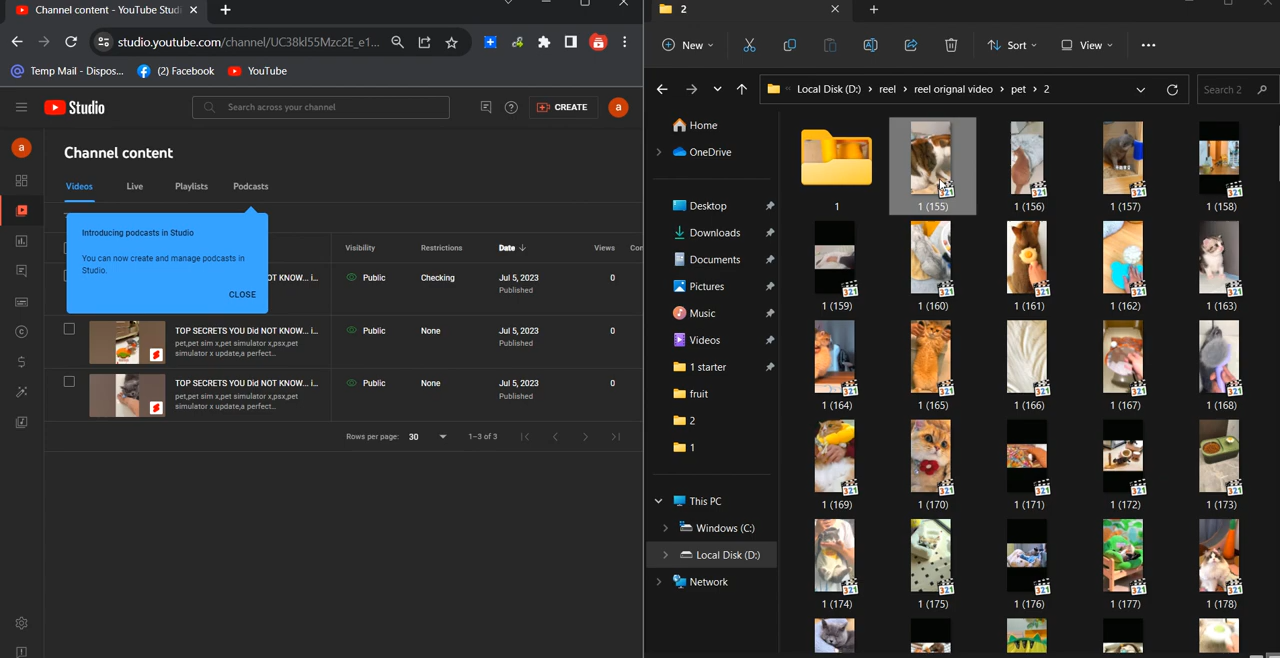 Channel content - YouTube Studi
studio.youtube.com/channel/UC38kl55Mzc2E_e1...
Temp Mail - Dispos...
(2) Facebook
YouTube
Studio
Search across your channel
CREATE
a
a
Channel content
Videos
Live
Playlists
Podcasts
Introducing podcasts in Studio
You can now create and manage podcasts in
Studio.
CLOSE
Visibility
Restrictions
Date
Views
OT KNOW... i...
Public
Checking
Jul 5, 2023
Published
0
TOP SECRETS YOU Did NOT KNOW... i...
pet,pet sim x,pet simulator x,psx,pet
simulator x update,a perfect...
Public
None
Jul 5, 2023
Published
0
TOP SECRETS YOU Did NOT KNOW... i...
pet,pet sim x,pet simulator x,psx,pet
simulator x update,a perfect...
Public
None
Jul 5, 2023
Published
0
Rows per page:
30
1–3 of 3
2
New
Sort
View
Local Disk (D:)
reel
reel orignal video
pet
2
Search 2
Home
OneDrive
Desktop
Downloads
Documents
Pictures
Music
Videos
1 starter
fruit
2
1
This PC
Windows (C:)
Local Disk (D:)
Network
1
1 (155)
1 (156)
1 (157)
1 (158)
1 (159)
1 (160)
1 (161)
1 (162)
1 (163)
1 (164)
1 (165)
1 (166)
1 (167)
1 (168)
1 (169)
1 (170)
1 (171)
1 (172)
1 (173)
1 (174)
1 (175)
1 (176)
1 (177)
1 (178)